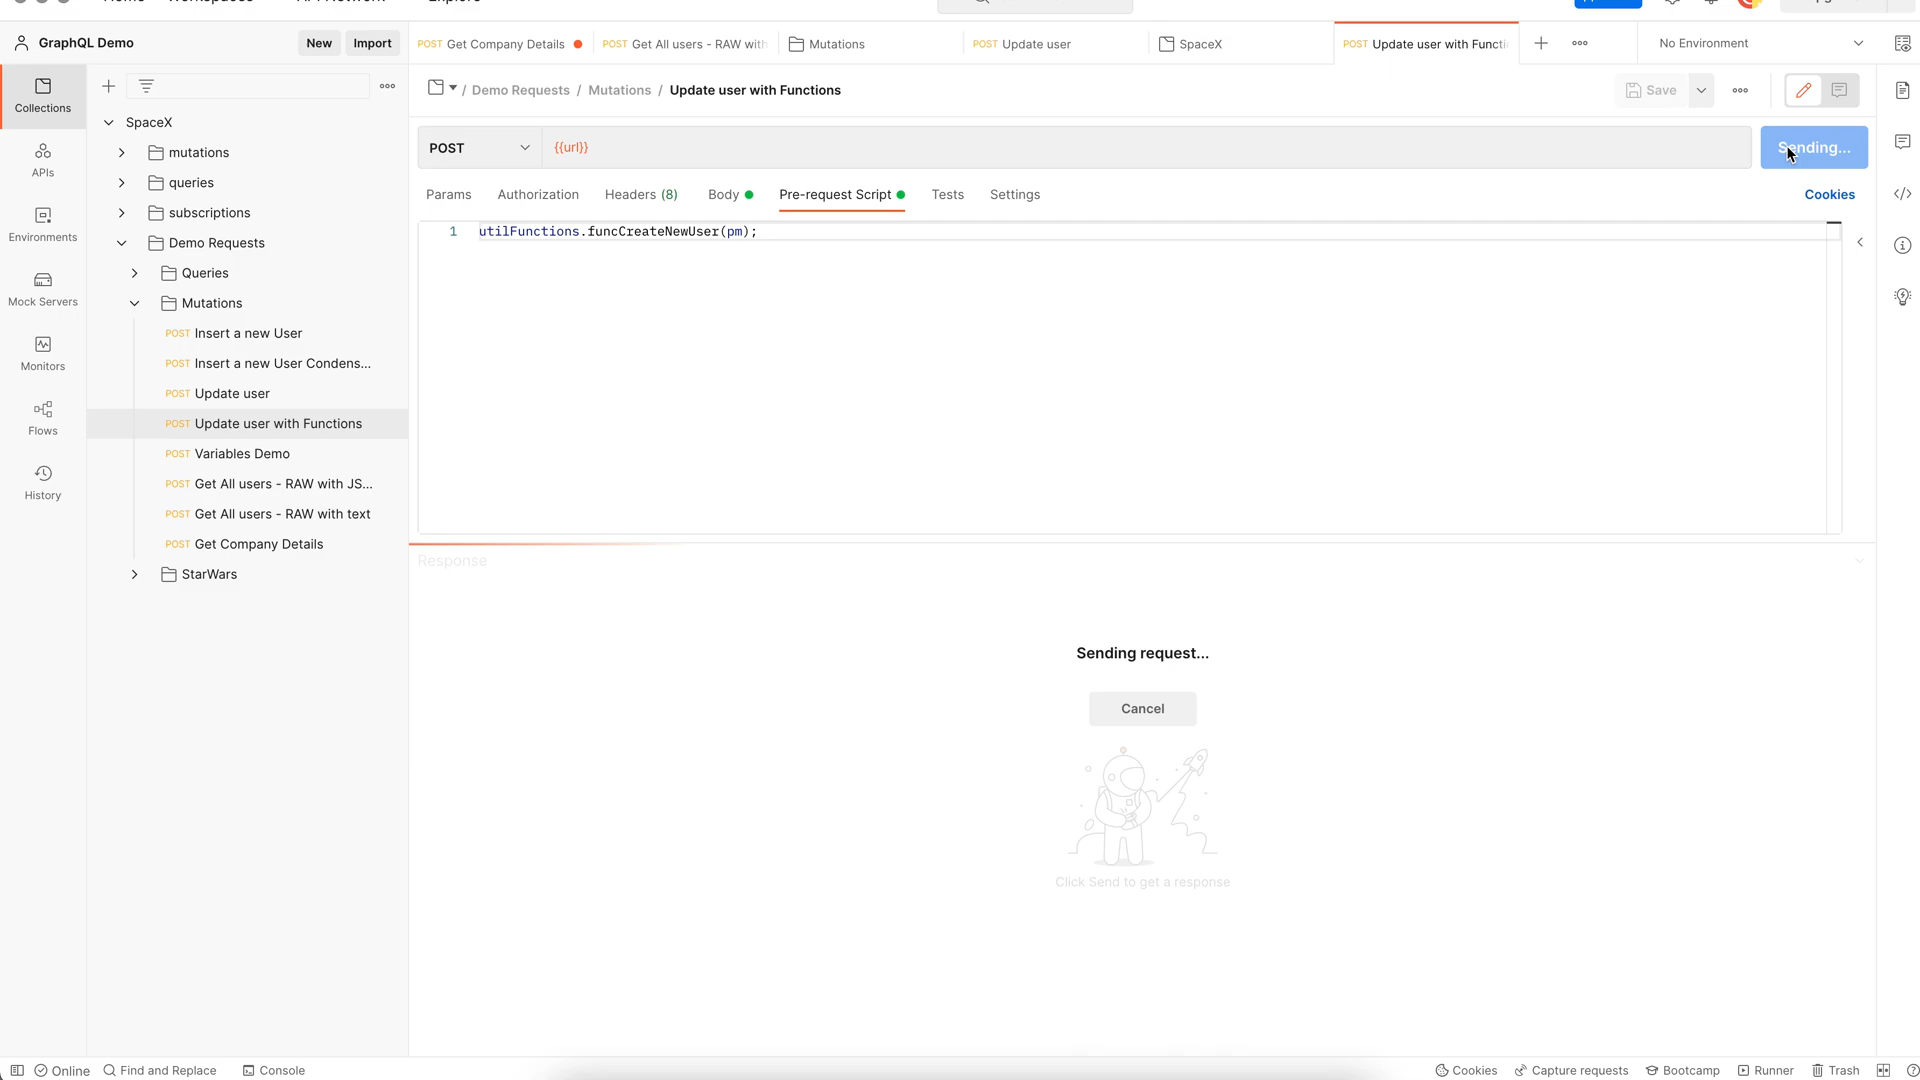 Home Workspaces API Network Explore
GraphQL Demo New Import
POST Get Company Details
POST Get All users - RAW with
Mutations
POST Update user
SpaceX
POST Update user with Functi
No Environment
/ Demo Requests / Mutations / Update user with Functions
Save
POST {{url}} Sending...
Params Authorization Headers (8) Body Pre-request Script Tests Settings Cookies
1 utilFunctions.funcCreateNewUser(pm);
Collections
APIs
Environments
Mock Servers
Monitors
Flows
History
SpaceX
mutations
queries
subscriptions
Demo Requests
Queries
Mutations
POST Insert a new User
POST Insert a new User Condens...
POST Update user
POST Update user with Functions
POST Variables Demo
POST Get All users - RAW with JS...
POST Get All users - RAW with text
POST Get Company Details
StarWars
Response
Sending request...
Cancel
Click Send to get a response
Online Find and Replace Console Cookies Capture requests Bootcamp Runner Trash